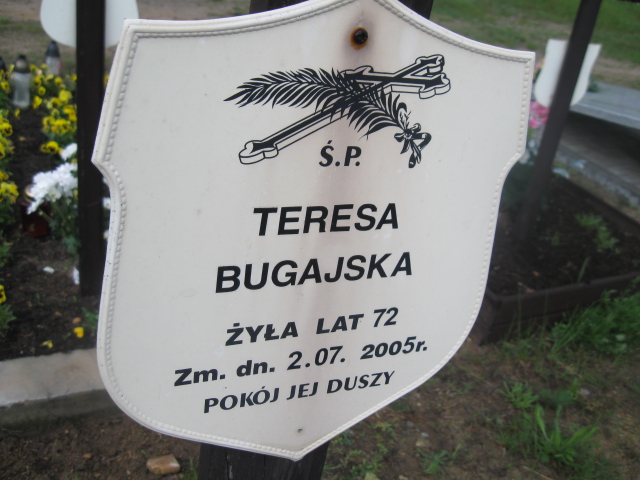 Ś.P.
TERESA
BUGAJSKA
ŻYŁA LAT 72
Zm. dn. 2.07. 2005r.
POKÓJ JEJ DUSZY